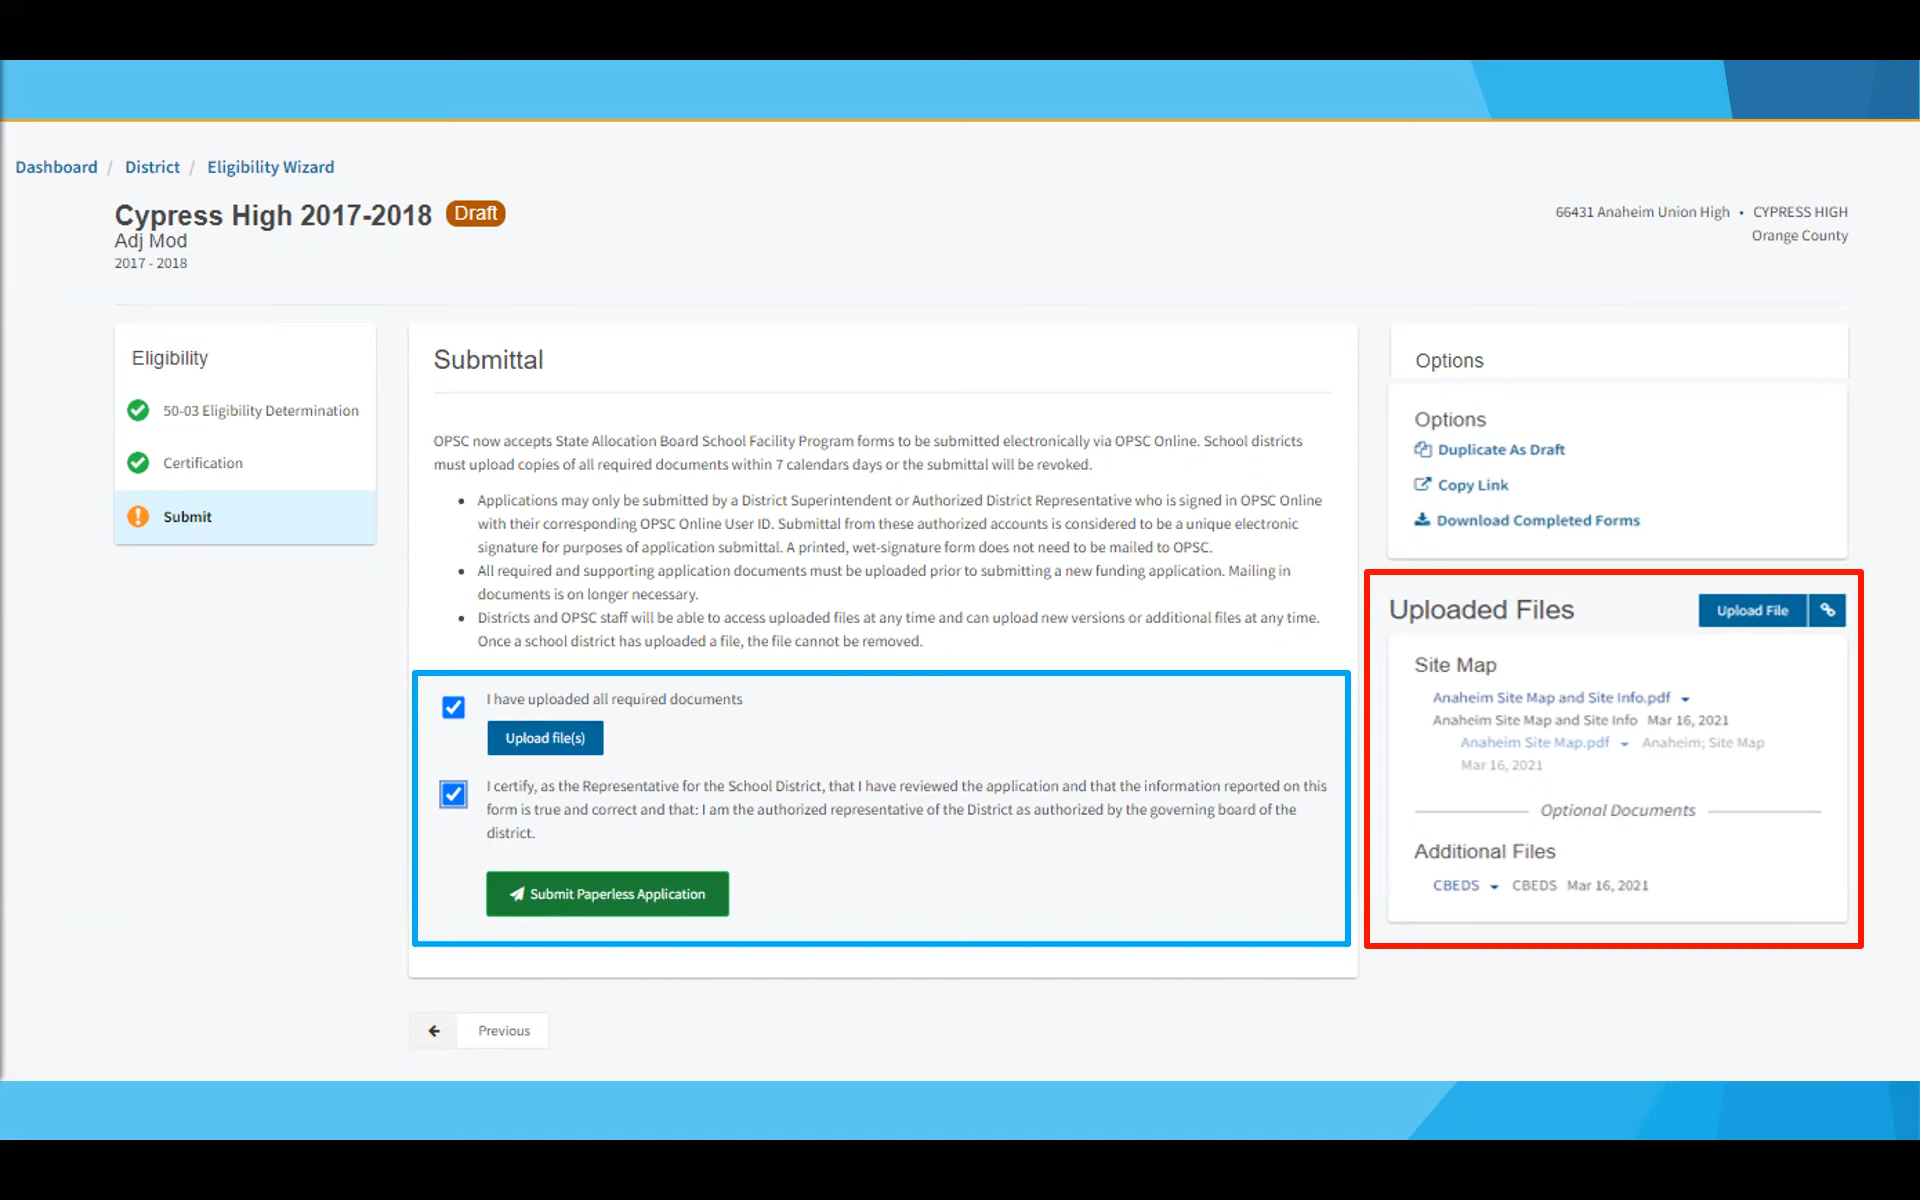 Dashboard / District / Eligibility Wizard
Cypress High 2017-2018 Draft
Adj Mod
2017 - 2018
66431 Anaheim Union High • CYPRESS HIGH
Orange County
Eligibility
50-03 Eligibility Determination
Certification
Submit
Submittal
OPSC now accepts State Allocation Board School Facility Program forms to be submitted electronically via OPSC Online. School districts
must upload copies of all required documents within 7 calendars days or the submittal will be revoked.
• Applications may only be submitted by a District Superintendent or Authorized District Representative who is signed in OPSC Online
with their corresponding OPSC Online User ID. Submittal from these authorized accounts is considered to be a unique electronic
signature for purposes of application submittal. A printed, wet-signature form does not need to be mailed to OPSC.
• All required and supporting application documents must be uploaded prior to submitting a new funding application. Mailing in
documents is on longer necessary.
• Districts and OPSC staff will be able to access uploaded files at any time and can upload new versions or additional files at any time.
Once a school district has uploaded a file, the file cannot be removed.
I have uploaded all required documents
Upload file(s)
I certify, as the Representative for the School District, that I have reviewed the application and that the information reported on this
form is true and correct and that: I am the authorized representative of the District as authorized by the governing board of the
district.
Submit Paperless Application
Previous
Options
Options
Duplicate As Draft
Copy Link
Download Completed Forms
Uploaded Files
Upload File
Site Map
Anaheim Site Map and Site Info.pdf
Anaheim Site Map and Site Info Mar 16, 2021
Anaheim Site Map.pdf Anaheim; Site Map
Mar 16, 2021
Optional Documents
Additional Files
CBEDS CBEDS Mar 16, 2021